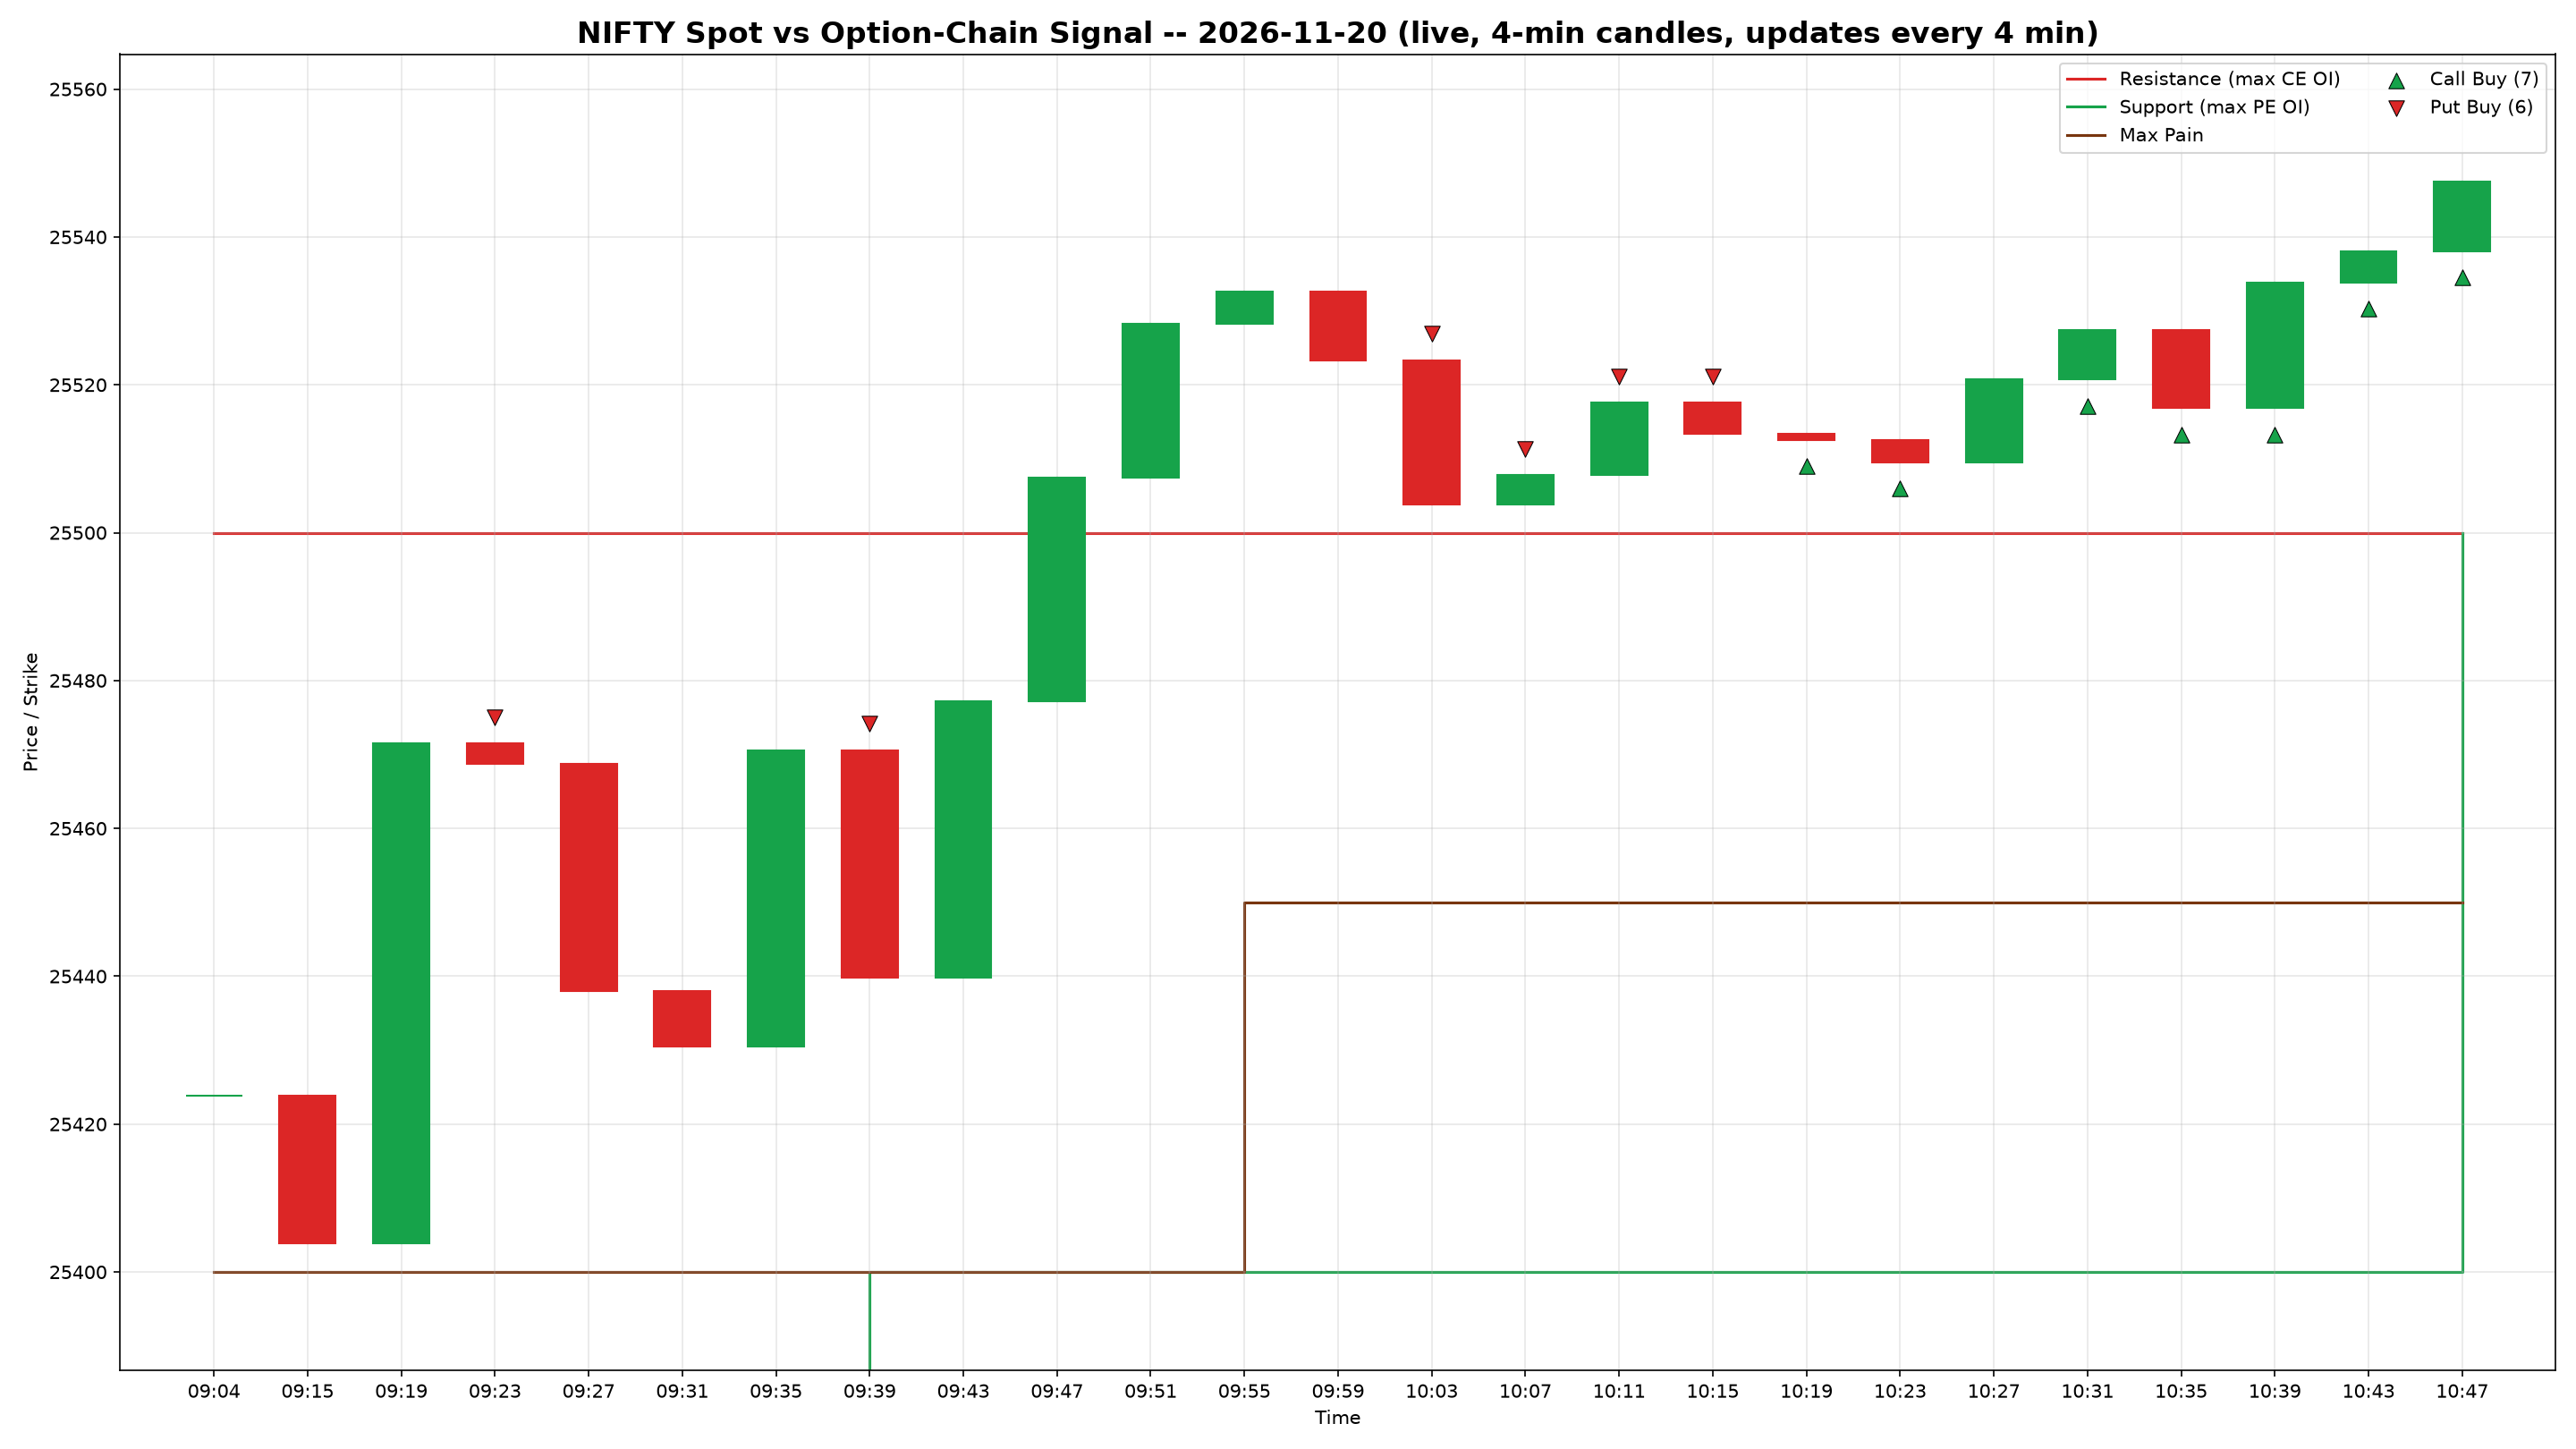 NIFTY Spot vs Option-Chain Signal -- 2026-11-20 (live, 4-min candles, updates every 4 min)
Resistance (max CE OI)
Support (max PE OI)
Max Pain
Call Buy (7)
Put Buy (6)
Price / Strike
25560
25540
25520
25500
25480
25460
25440
25420
25400
09:04 09:15 09:19 09:23 09:27 09:31 09:35 09:39 09:43 09:47 09:51 09:55 09:59 10:03 10:07 10:11 10:15 10:19 10:23 10:27 10:31 10:35 10:39 10:43 10:47
Time